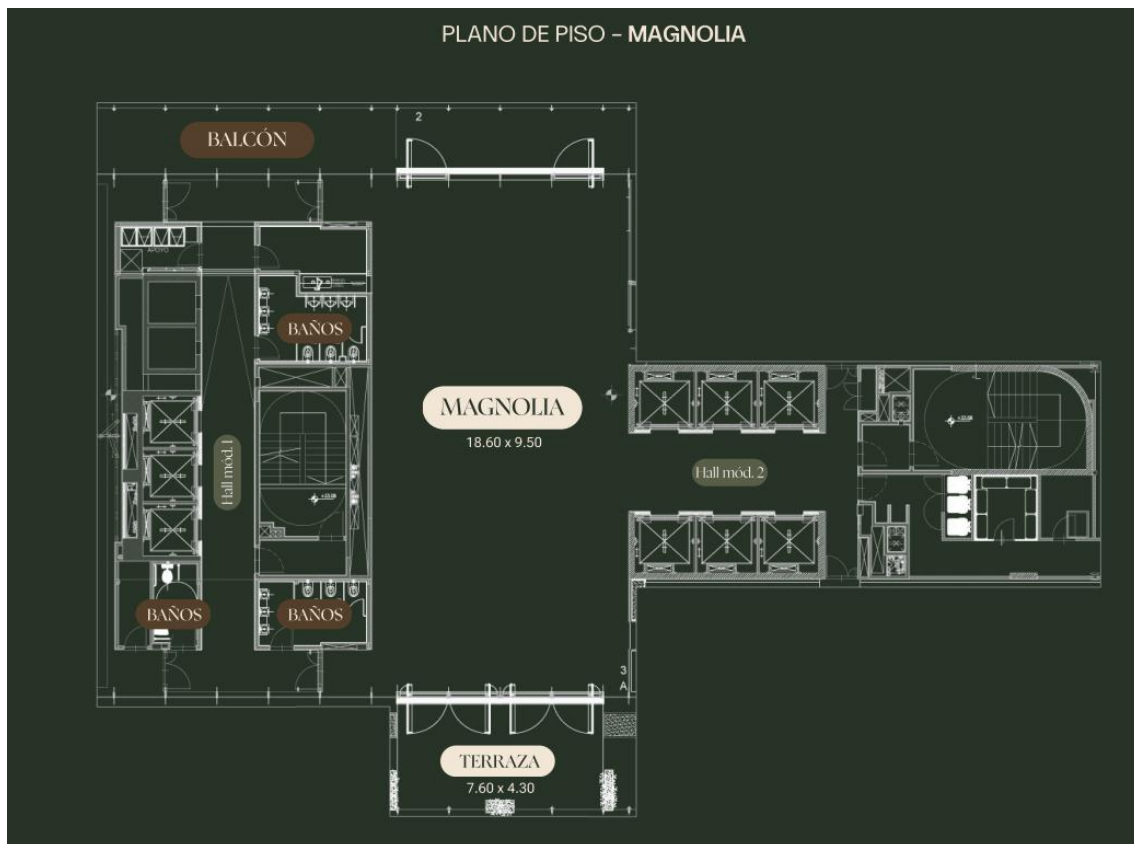 PLANO DE PISO – MAGNOLIA
2
BALCÓN
APOYO
BAÑOS
MAGNOLIA
18.60 x 9.50
Hall mód. 1
Hall mód. 2
BAÑOS
BAÑOS
3
A
TERRAZA
7.60 x 4.30